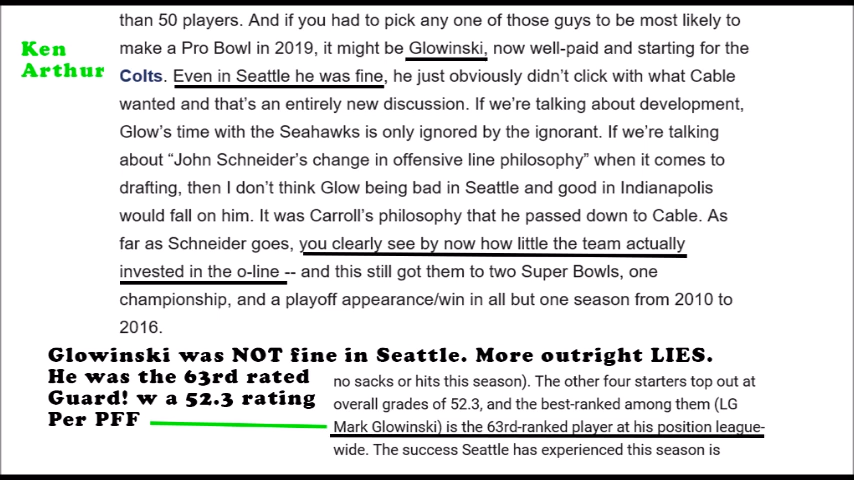 than 50 players. And if you had to pick any one of those guys to be most likely to
Ken
Arthur
make a Pro Bowl in 2019, it might be Glowinski, now well-paid and starting for the
Colts. Even in Seattle he was fine, he just obviously didn't click with what Cable
wanted and that's an entirely new discussion. If we're talking about development,
Glow's time with the Seahawks is only ignored by the ignorant. If we're talking
about “John Schneider's change in offensive line philosophy” when it comes to
drafting, then I don't think Glow being bad in Seattle and good in Indianapolis
would fall on him. It was Carroll's philosophy that he passed down to Cable. As
far as Schneider goes, you clearly see by now how little the team actually
invested in the o-line -- and this still got them to two Super Bowls, one
championship, and a playoff appearance/win in all but one season from 2010 to
2016.
Glowinski was NOT fine in Seattle. More outright LIES.
He was the 63rd rated
Guard! w a 52.3 rating
Per PFF
no sacks or hits this season). The other four starters top out at
overall grades of 52.3, and the best-ranked among them (LG
Mark Glowinski) is the 63rd-ranked player at his position league-
wide. The success Seattle has experienced this season is